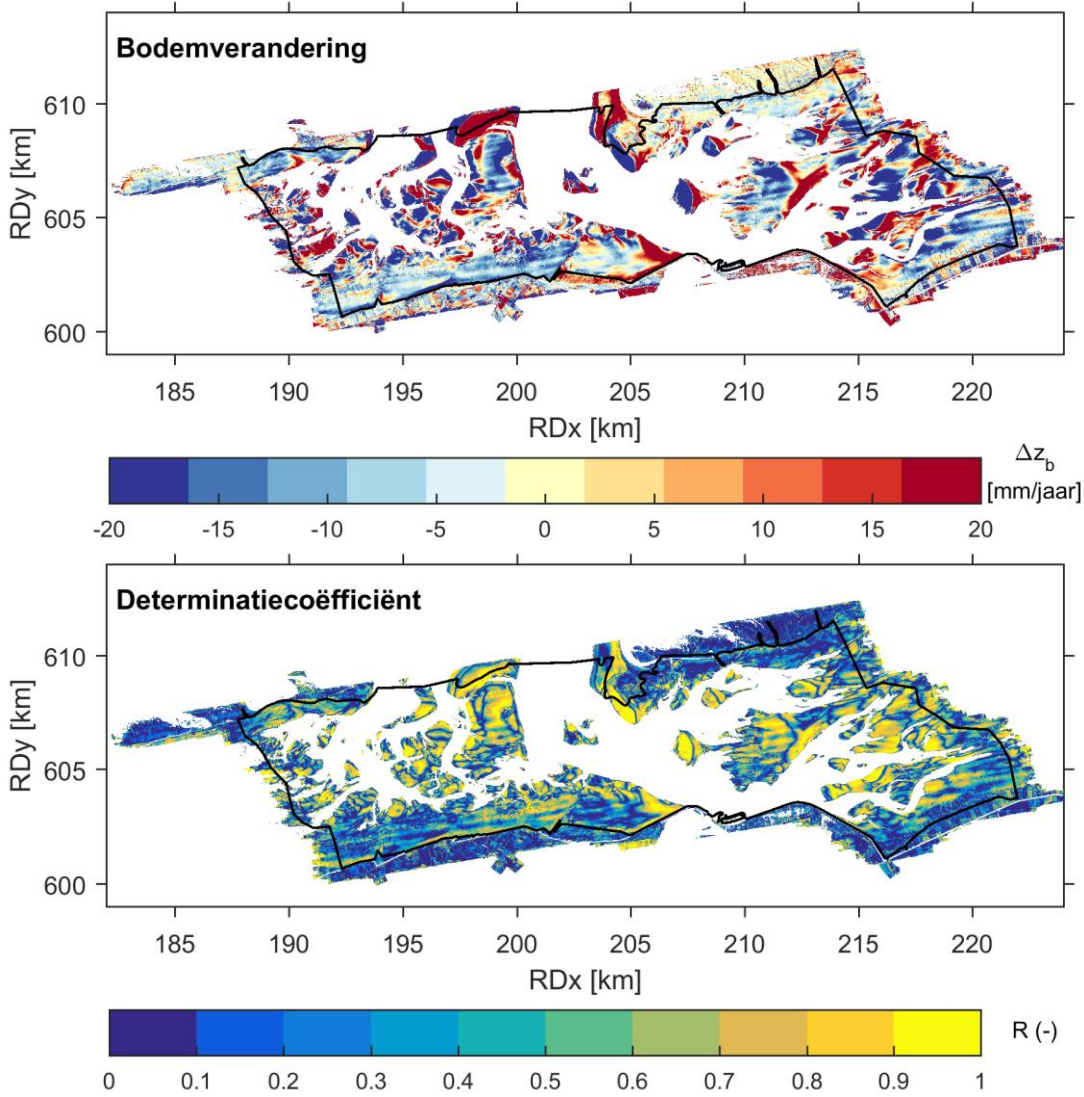 Bodemverandering
610
605
600
RDy [km]
185 190 195 200 205 210 215 220
RDx [km]
Δz_b
[mm/jaar]
-20 -15 -10 -5 0 5 10 15 20
Determinatiecoëfficiënt
610
605
600
RDy [km]
185 190 195 200 205 210 215 220
RDx [km]
R (-)
0 0.1 0.2 0.3 0.4 0.5 0.6 0.7 0.8 0.9 1